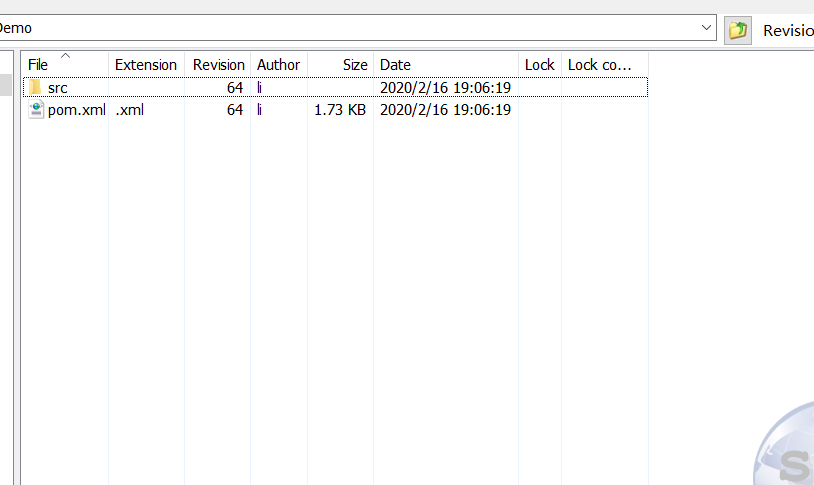 Demo
Revisio
File Extension Revision Author Size Date Lock Lock co...
src 64 li 2020/2/16 19:06:19
pom.xml .xml 64 li 1.73 KB 2020/2/16 19:06:19
S